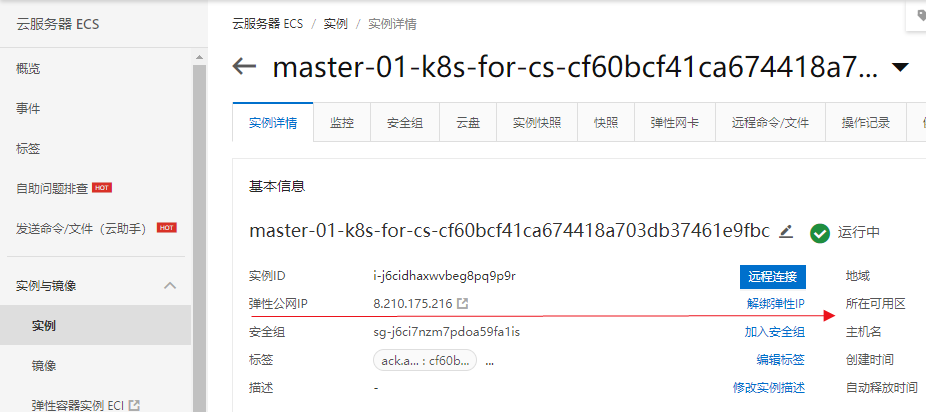 云服务器 ECS
概览
事件
标签
自助问题排查 HOT
发送命令/文件（云助手） HOT
实例与镜像
实例
镜像
弹性容器实例 ECI
云服务器 ECS / 实例 / 实例详情
master-01-k8s-for-cs-cf60bcf41ca674418a7...
实例详情 监控 安全组 云盘 实例快照 快照 弹性网卡 远程命令/文件 操作记录
基本信息
master-01-k8s-for-cs-cf60bcf41ca674418a703db37461e9fbc 运行中
实例ID i-j6cidhaxwvbeg8pq9p9r 远程连接 地域
弹性公网IP 8.210.175.216 解绑弹性IP 所在可用区
安全组 sg-j6ci7nzm7pdoa59fa1is 加入安全组 主机名
标签 ack.a... : cf60b... ... 编辑标签 创建时间
描述 - 修改实例描述 自动释放时间